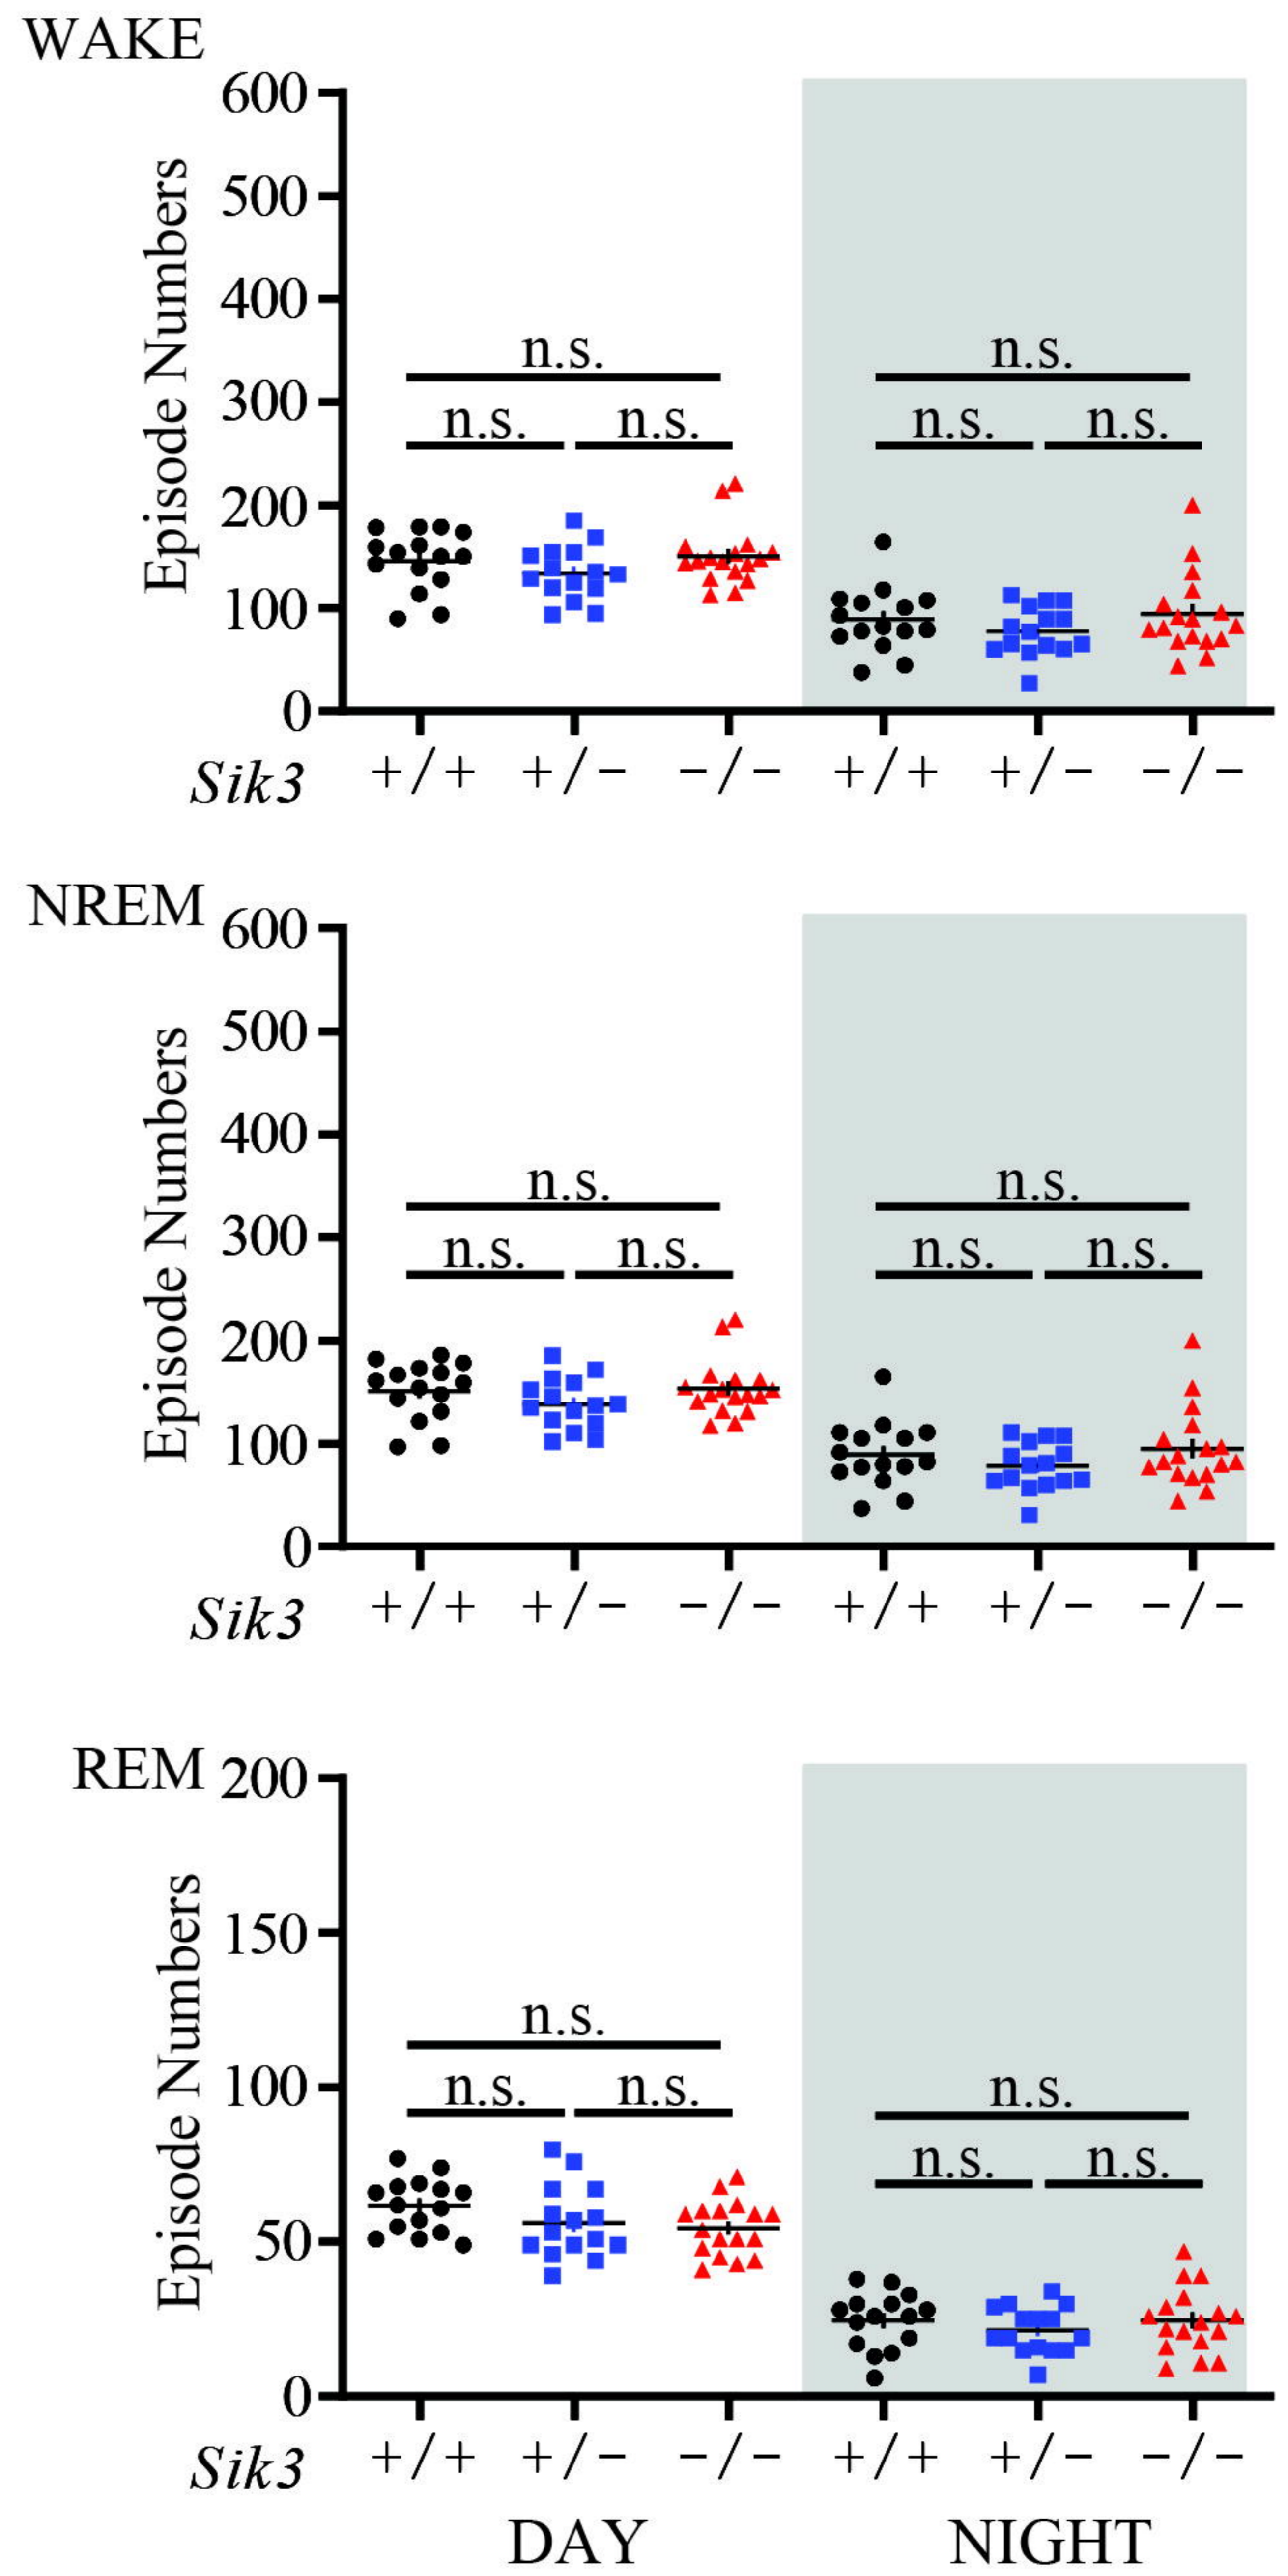 WAKE
Episode Numbers
600
500
400
300
200
100
0
n.s.
n.s.
n.s. n.s.
n.s. n.s.
Sik3 +/+ +/− −/− +/+ +/− −/−
NREM
Episode Numbers
600
500
400
300
200
100
0
n.s.
n.s.
n.s. n.s.
n.s. n.s.
Sik3 +/+ +/− −/− +/+ +/− −/−
REM
Episode Numbers
200
150
100
50
0
n.s.
n.s. n.s.
n.s.
n.s. n.s.
Sik3 +/+ +/− −/− +/+ +/− −/−
DAY NIGHT